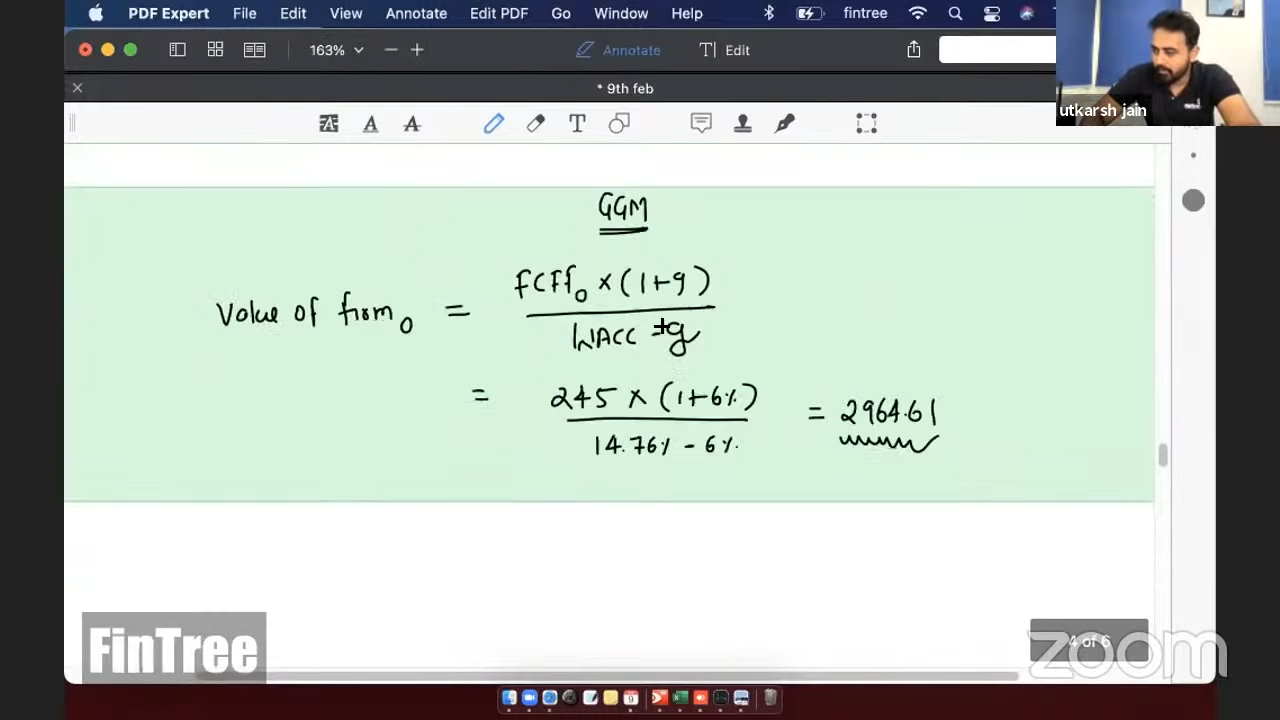 PDF Expert File Edit View Annotate Edit PDF Go Window Help fintree
163% Annotate T| Edit
* 9th feb
utkarsh jain
GGM
Value of firm0 = FCFF0 × (1+g)
WACC - g
= 245 × (1+6%) = 2964.61
14.76% - 6%
FinTree
4 of 6
zoom